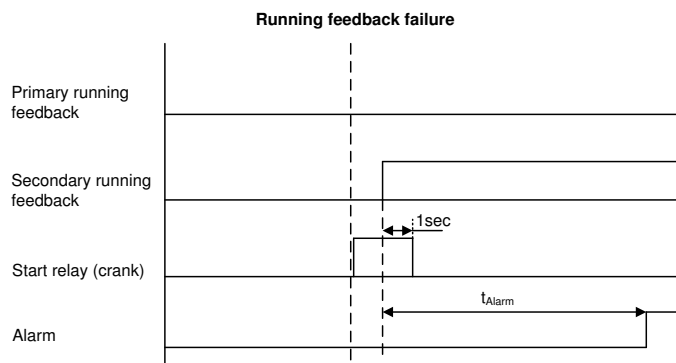 Running feedback failure
Primary running
feedback
Secondary running
feedback
1sec
Start relay (crank)
tAlarm
Alarm